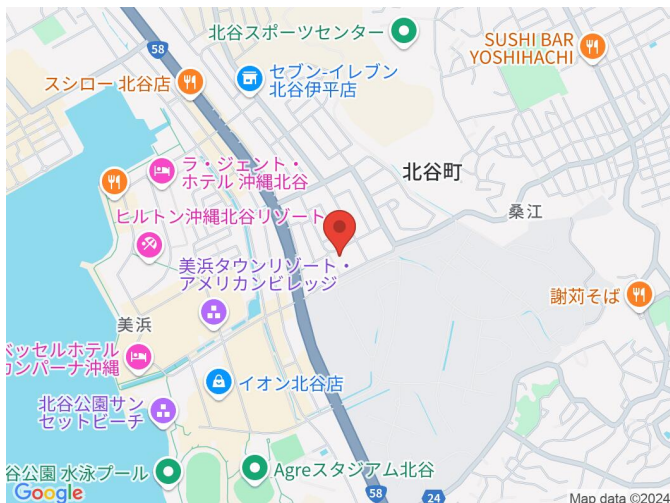 北谷スポーツセンター
SUSHI BAR
YOSHIHACHI
58
スシロー 北谷店
セブン-イレブン
北谷伊平店
ラ・ジェント・
ホテル 沖縄北谷
北谷町
ヒルトン沖縄北谷リゾート
桑江
美浜タウンリゾート・
アメリカンビレッジ
謝苅そば
美浜
ベッセルホテル
カンパーナ沖縄
イオン北谷店
北谷公園サン
セットビーチ
谷公園 水泳プール
Agreスタジアム北谷
Google
58
24
Map data ©2024